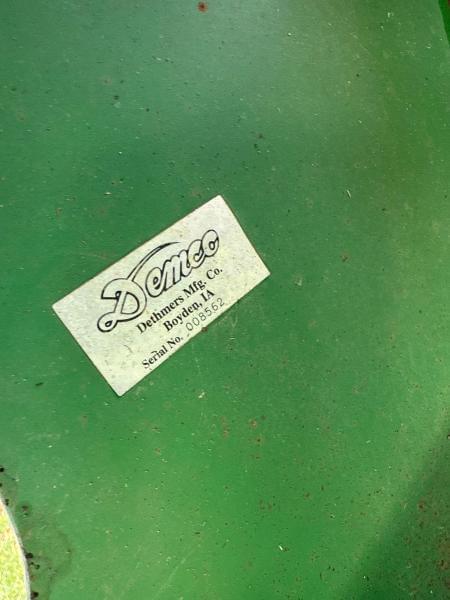 Demco
Dethmers Mfg. Co.
Boyden, IA
Serial No. 008562